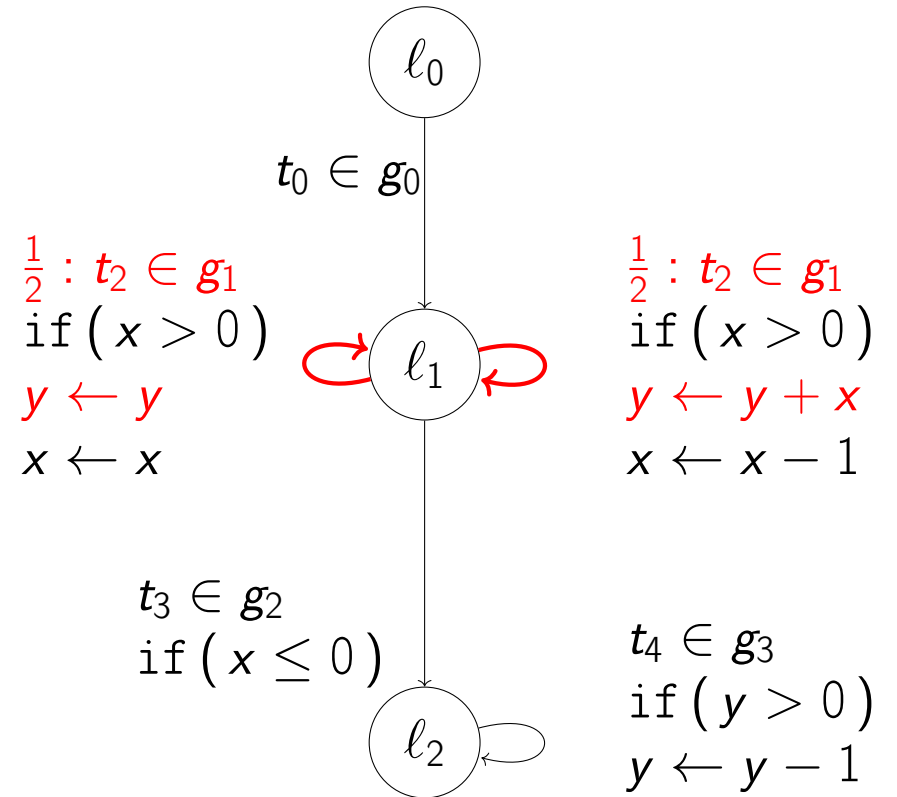 ℓ₀
t₀ ∈ g₀
½ : t₂ ∈ g₁
if(x > 0)
y ← y
x ← x
ℓ₁
½ : t₂ ∈ g₁
if(x > 0)
y ← y + x
x ← x − 1
t₃ ∈ g₂
if(x ≤ 0)
ℓ₂
t₄ ∈ g₃
if(y > 0)
y ← y − 1